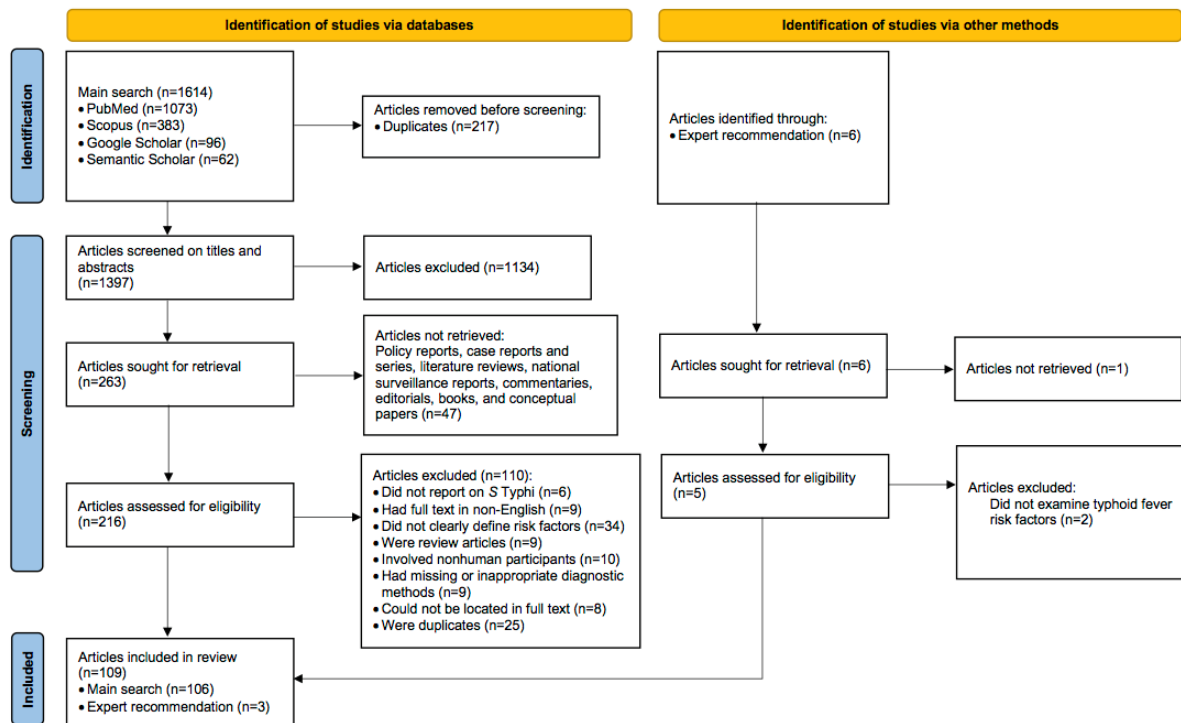 Identification of studies via databases
Identification of studies via other methods
Identification
Main search (n=1614)
• PubMed (n=1073)
• Scopus (n=383)
• Google Scholar (n=96)
• Semantic Scholar (n=62)
Articles removed before screening:
• Duplicates (n=217)
Articles identified through:
• Expert recommendation (n=6)
Screening
Articles screened on titles and
abstracts
(n=1397)
Articles excluded (n=1134)
Articles sought for retrieval
(n=263)
Articles not retrieved:
Policy reports, case reports and
series, literature reviews, national
surveillance reports, commentaries,
editorials, books, and conceptual
papers (n=47)
Articles sought for retrieval (n=6)
Articles not retrieved (n=1)
Articles assessed for eligibility
(n=216)
Articles excluded (n=110):
• Did not report on S Typhi (n=6)
• Had full text in non-English (n=9)
• Did not clearly define risk factors (n=34)
• Were review articles (n=9)
• Involved nonhuman participants (n=10)
• Had missing or inappropriate diagnostic
methods (n=9)
• Could not be located in full text (n=8)
• Were duplicates (n=25)
Articles assessed for eligibility
(n=5)
Articles excluded:
Did not examine typhoid fever
risk factors (n=2)
Included
Articles included in review
(n=109)
• Main search (n=106)
• Expert recommendation (n=3)